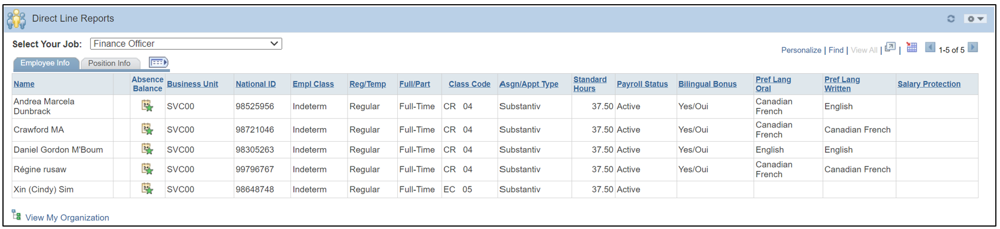 Direct Line Reports
Select Your Job: Finance Officer
Personalize | Find | View All | | 1-5 of 5
Employee Info Position Info
Name Absence Balance Business Unit National ID Empl Class Reg/Temp Full/Part Class Code Asgn/Appt Type Standard Hours Payroll Status Bilingual Bonus Pref Lang Oral Pref Lang Written Salary Protection
Andrea Marcela Dunbrack SVC00 98525956 Indeterm Regular Full-Time CR 04 Substantiv 37.50 Active Yes/Oui Canadian French English
Crawford MA SVC00 98721046 Indeterm Regular Full-Time CR 04 Substantiv 37.50 Active Yes/Oui Canadian French Canadian French
Daniel Gordon M'Boum SVC00 98305263 Indeterm Regular Full-Time CR 04 Substantiv 37.50 Active Yes/Oui English English
Régine rusaw SVC00 99796767 Indeterm Regular Full-Time CR 04 Substantiv 37.50 Active Yes/Oui Canadian French Canadian French
Xin (Cindy) Sim SVC00 98648748 Indeterm Regular Full-Time EC 05 Substantiv 37.50 Active
View My Organization